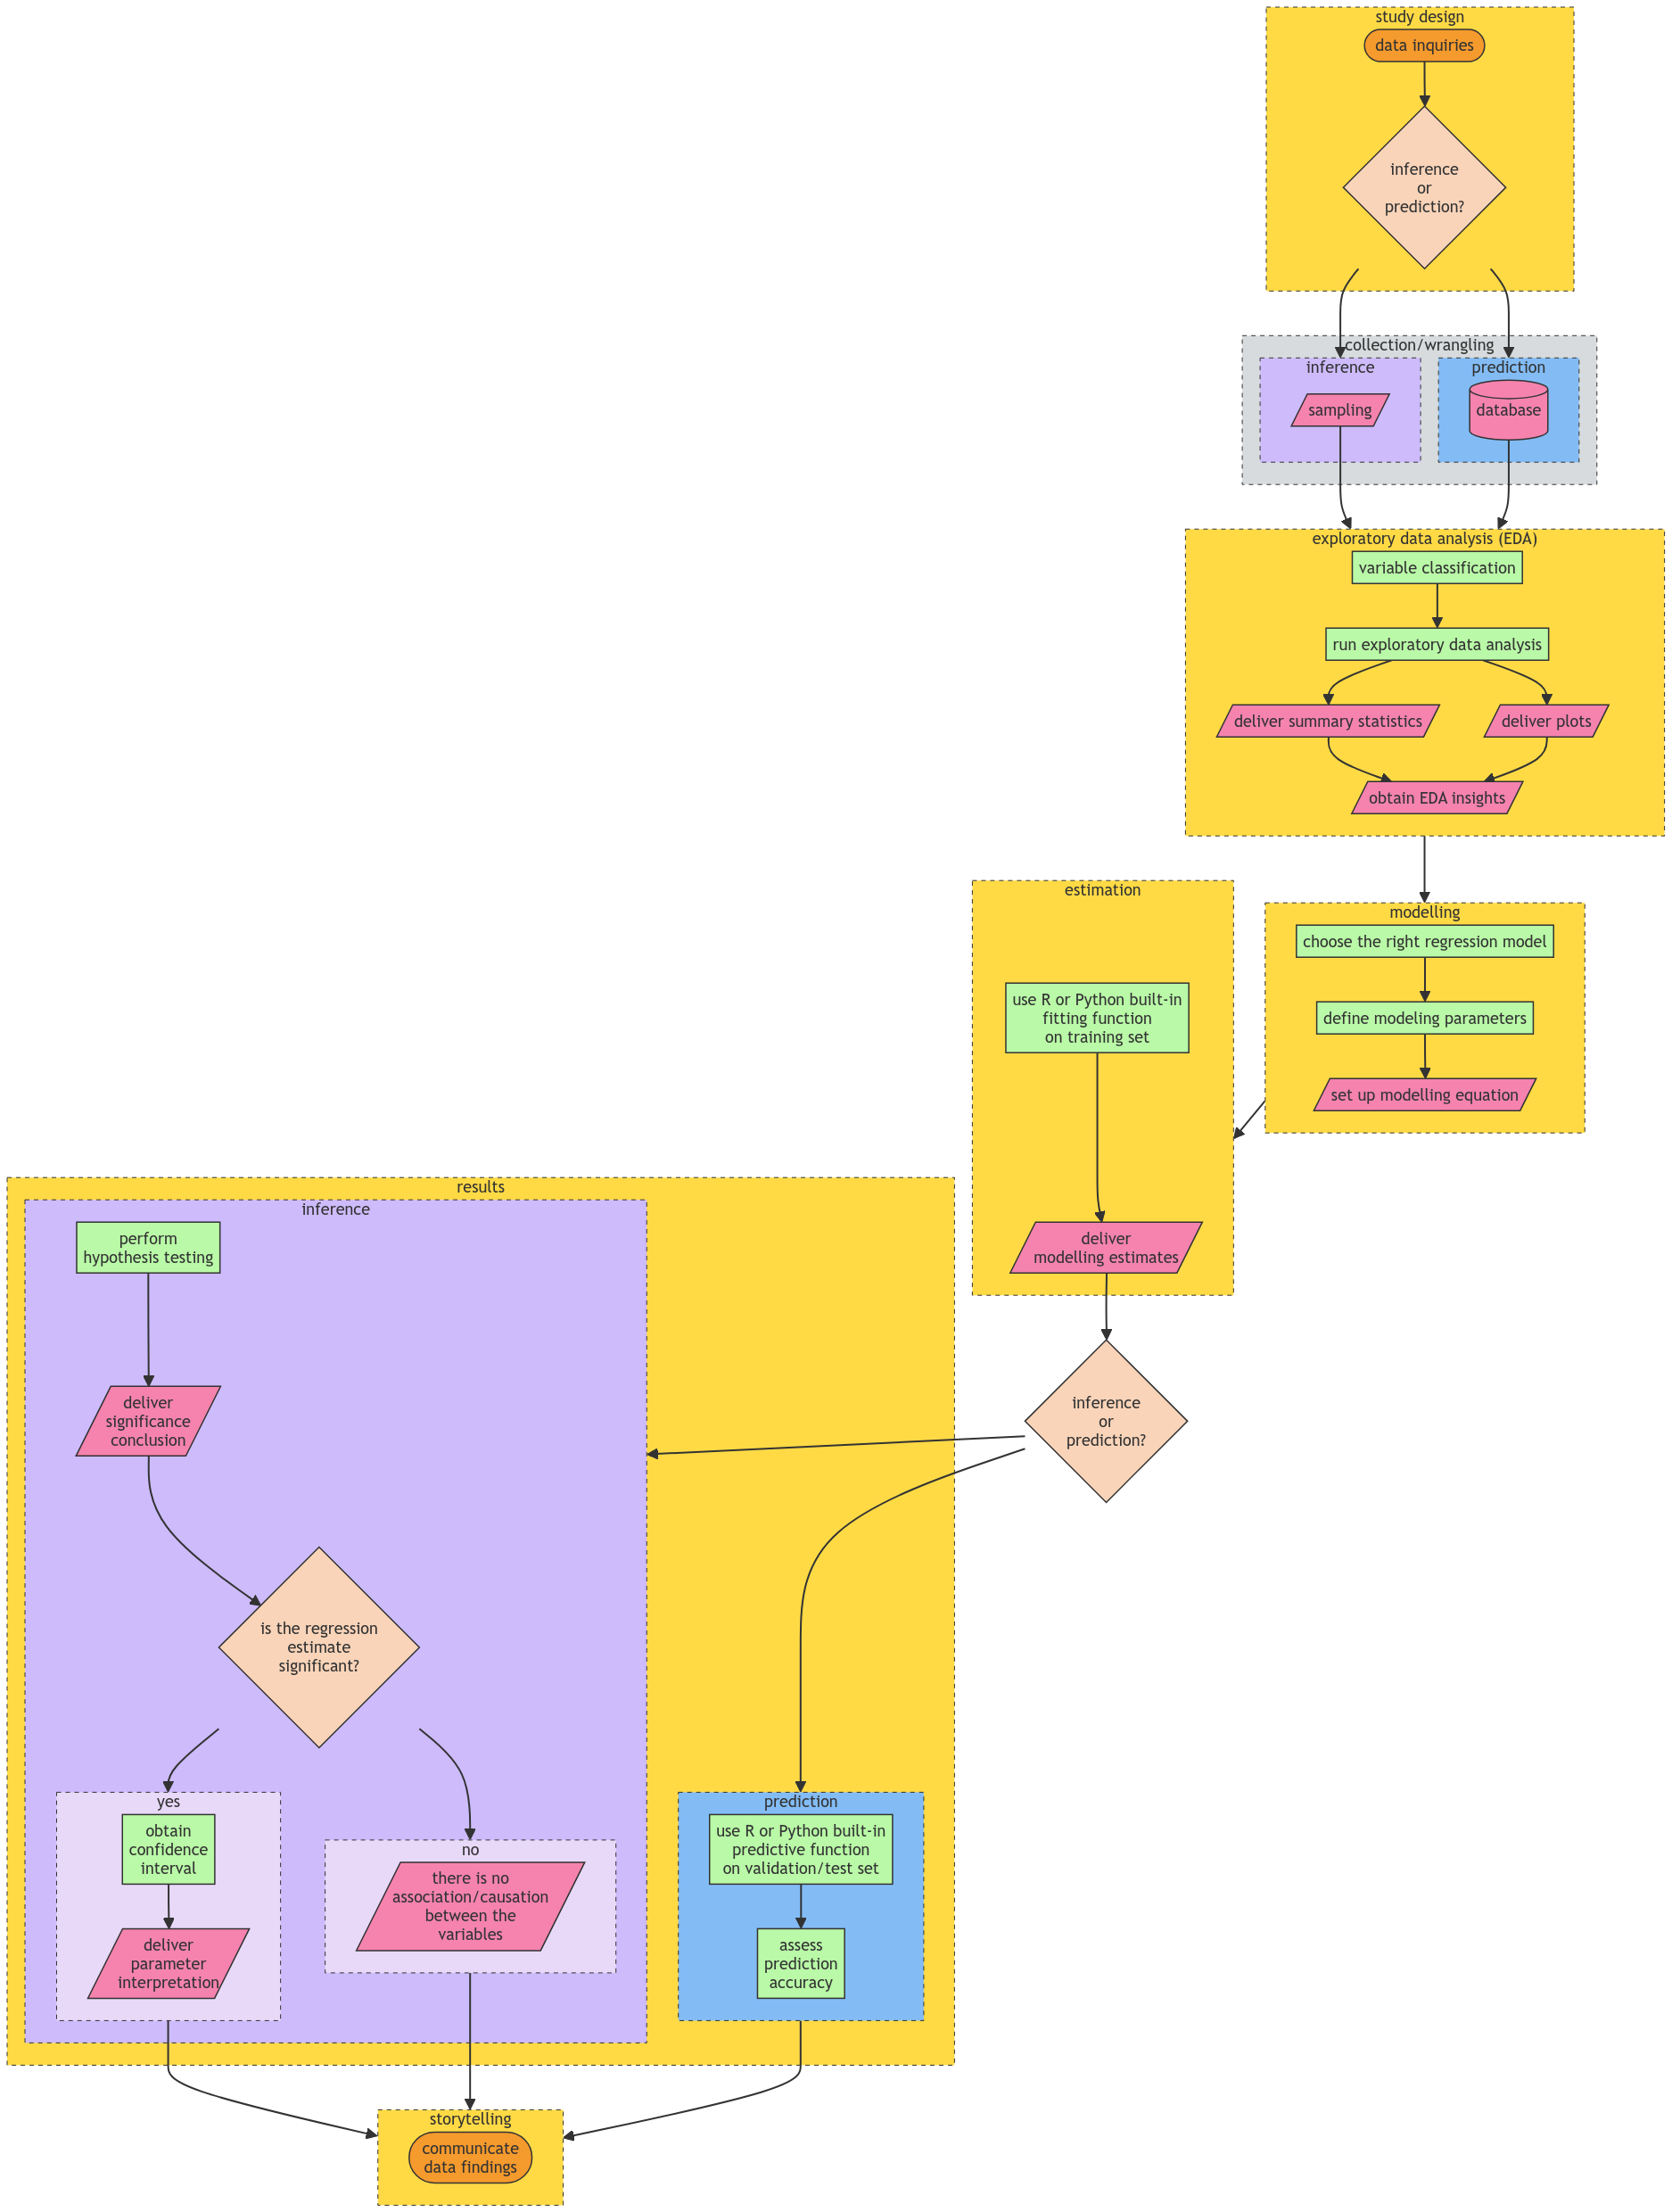 study design
data inquiries
inference
or
prediction?
collection/wrangling
inference
prediction
sampling
database
exploratory data analysis (EDA)
variable classification
run exploratory data analysis
deliver summary statistics
deliver plots
obtain EDA insights
modelling
choose the right regression model
define modeling parameters
set up modelling equation
estimation
use R or Python built-in
fitting function
on training set
deliver
modelling estimates
inference
or
prediction?
results
inference
perform
hypothesis testing
deliver
significance
conclusion
is the regression
estimate
significant?
yes
obtain
confidence
interval
deliver
parameter
interpretation
no
there is no
association/causation
between the
variables
prediction
use R or Python built-in
predictive function
on validation/test set
assess
prediction
accuracy
storytelling
communicate
data findings